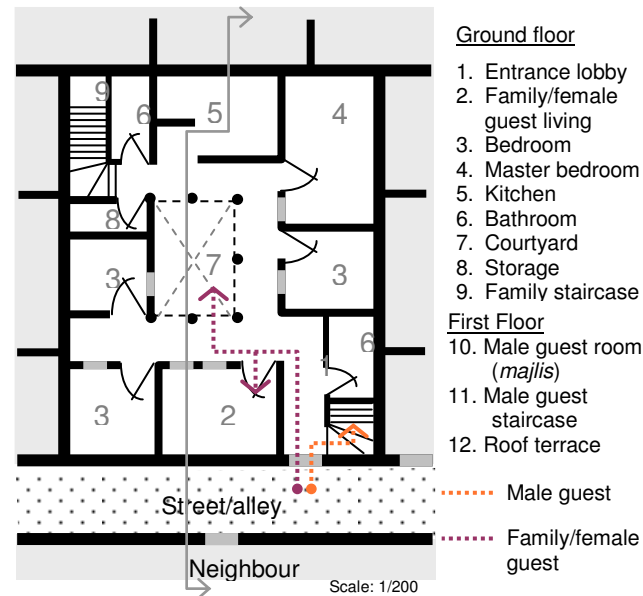 9
6
5
4
8
7
3
3
6
1
3
2
Street/alley
Neighbour
Scale: 1/200
Ground floor
1. Entrance lobby
2. Family/female
guest living
3. Bedroom
4. Master bedroom
5. Kitchen
6. Bathroom
7. Courtyard
8. Storage
9. Family staircase
First Floor
10. Male guest room
(majlis)
11. Male guest
staircase
12. Roof terrace
Male guest
Family/female
guest